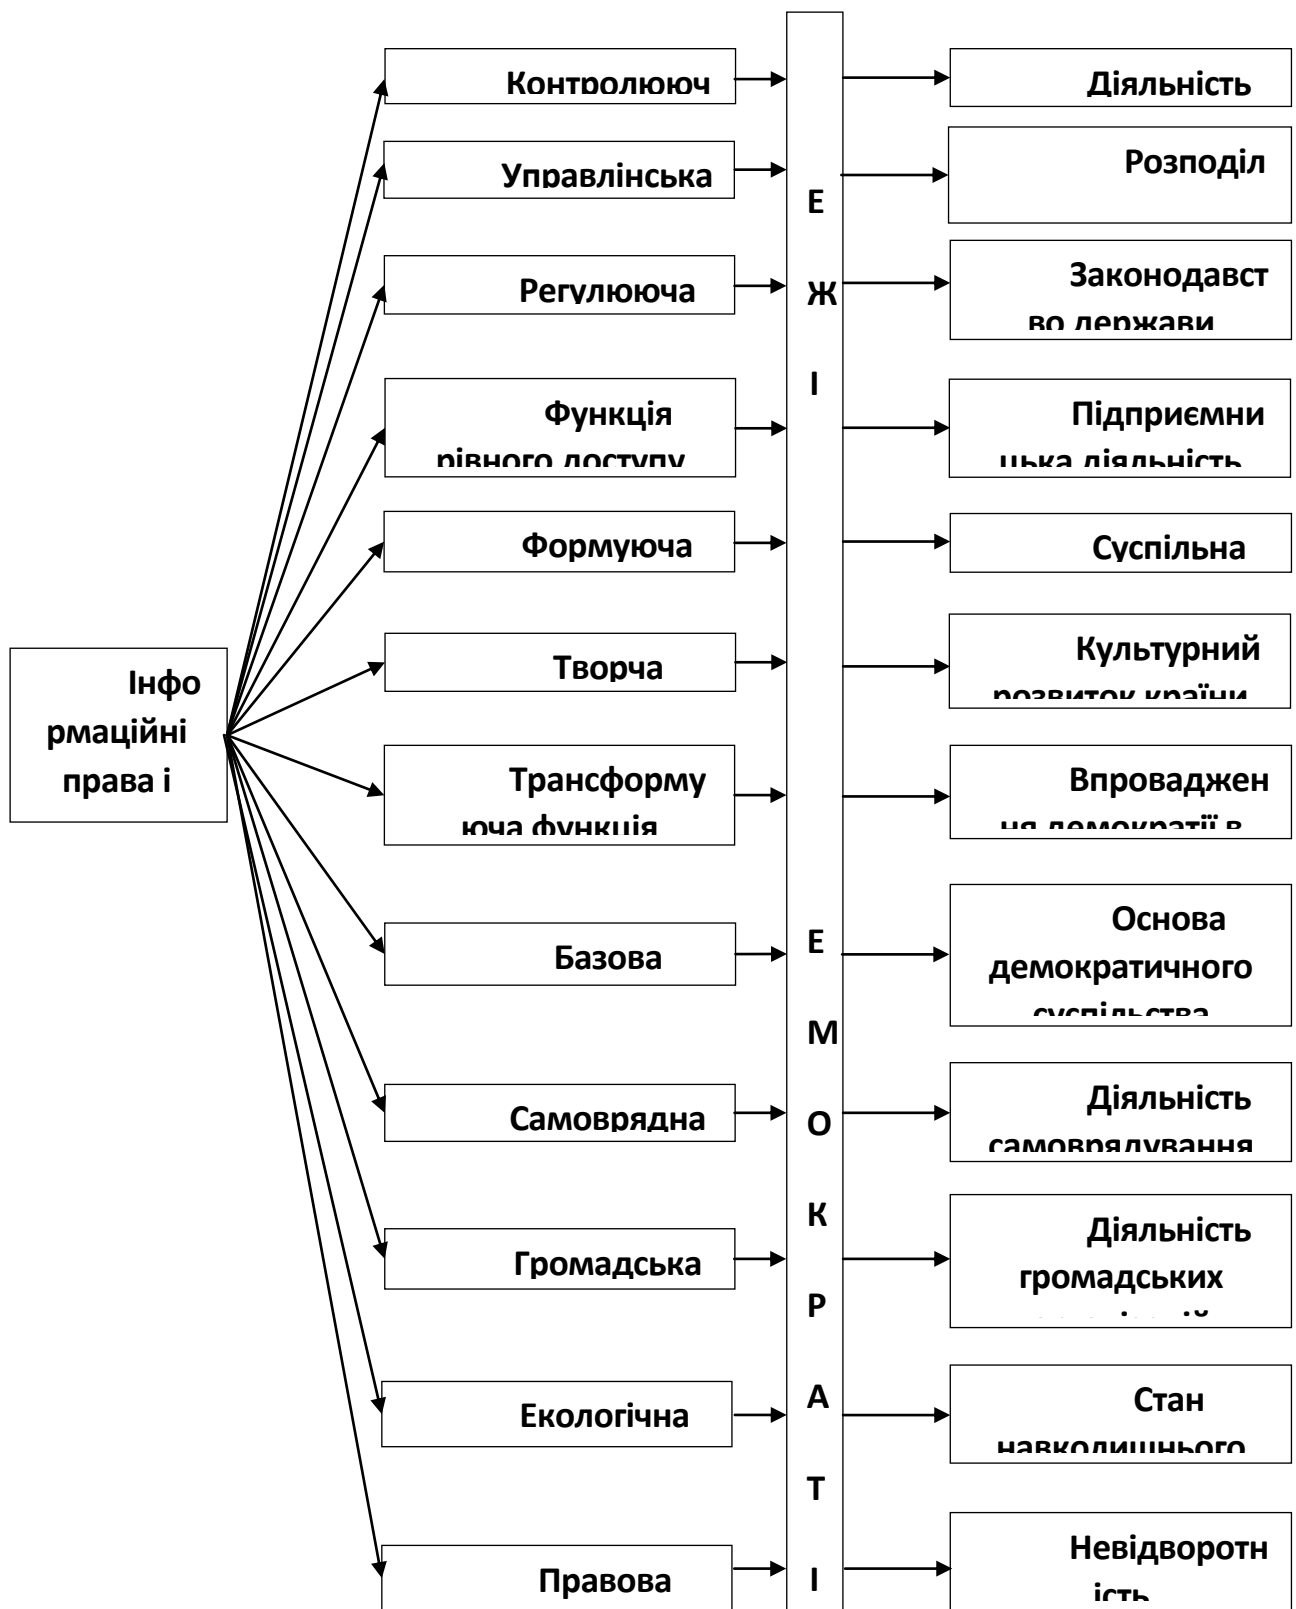 Контролююч
Діяльність
Управлінська
Розподіл
Регулююча
Законодавст
во держави
Функція
рівного доступу
Підприємни
цька діяльність
Формуюча
Суспільна
Інфо
рмаційні
права і
Творча
Культурний
розвиток країни
Трансформу
юча функція
Впроваджен
ня демократії в
Базова
Основа
демократичного
суспільства
Самоврядна
Діяльність
самоврядування
Громадська
Діяльність
громадських
Екологічна
Стан
навколишнього
Правова
Невідворотн
ість
Е
Ж
І
Е
М
О
К
Р
А
Т
І